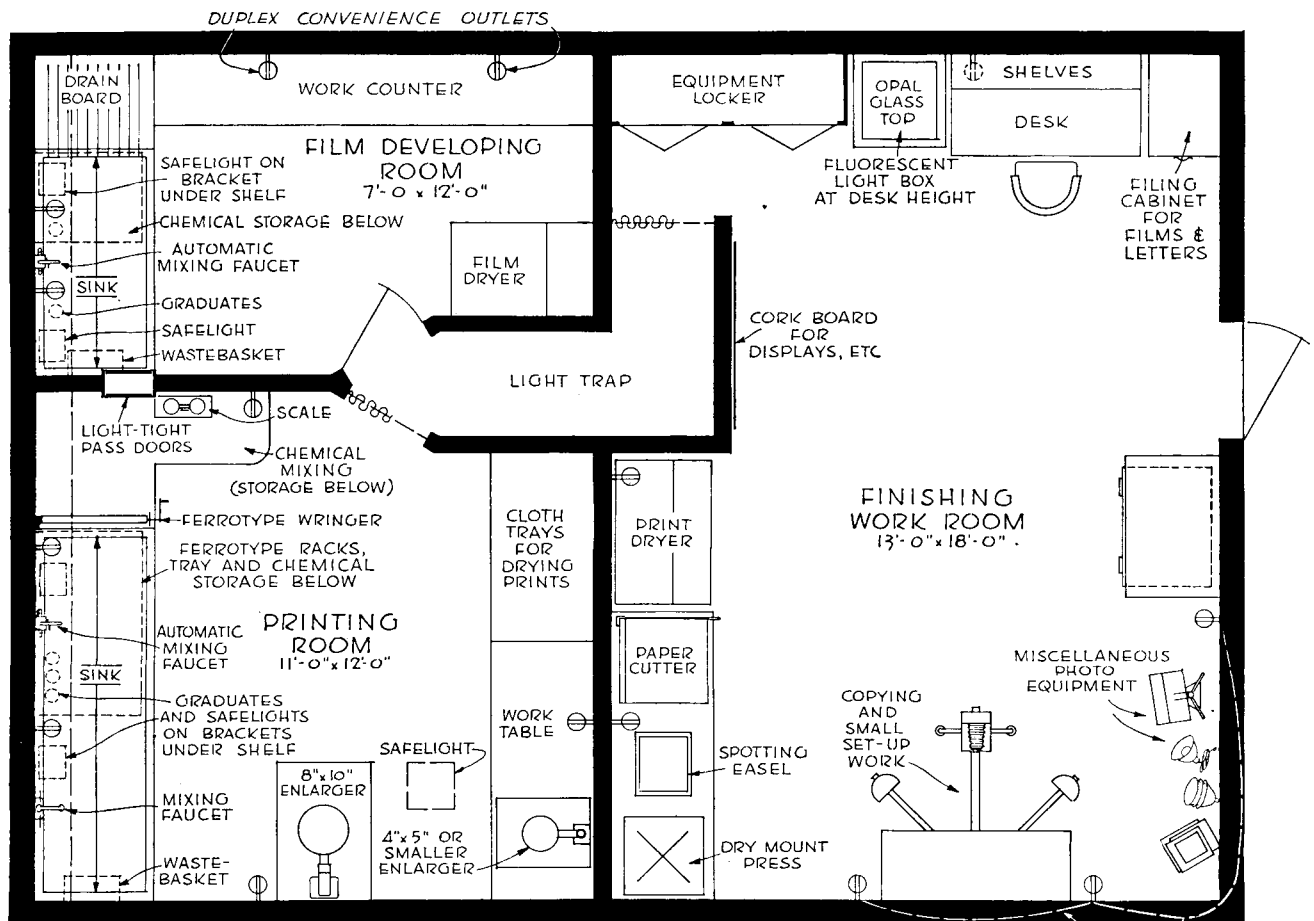 DUPLEX CONVENIENCE OUTLETS
DRAIN
BOARD
WORK COUNTER
FILM DEVELOPING
ROOM
7'-0 x 12'-0"
SAFELIGHT ON
BRACKET
UNDER SHELF
CHEMICAL STORAGE BELOW
AUTOMATIC
MIXING FAUCET
SINK
GRADUATES
SAFELIGHT
WASTEBASKET
FILM
DRYER
EQUIPMENT
LOCKER
OPAL
GLASS
TOP
SHELVES
DESK
FLUORESCENT
LIGHT BOX
AT DESK HEIGHT
FILING
CABINET
FOR
FILMS &
LETTERS
CORK BOARD
FOR
DISPLAYS, ETC
LIGHT TRAP
LIGHT-TIGHT
PASS DOORS
SCALE
CHEMICAL
MIXING
(STORAGE BELOW)
FERROTYPE WRINGER
FERROTYPE RACKS,
TRAY AND CHEMICAL
STORAGE BELOW
CLOTH
TRAYS
FOR
DRYING
PRINTS
PRINTING
ROOM
11'-0" x 12'-0"
AUTOMATIC
MIXING
FAUCET
SINK
GRADUATES
AND SAFELIGHTS
ON BRACKETS
UNDER SHELF
MIXING
FAUCET
WASTE-
BASKET
8"x10"
ENLARGER
SAFELIGHT
4"x5" OR
SMALLER
ENLARGER
WORK
TABLE
PRINT
DRYER
PAPER
CUTTER
SPOTTING
EASEL
DRY MOUNT
PRESS
FINISHING
WORK ROOM
13'-0" x 18'-0"
COPYING
AND
SMALL
SET-UP
WORK
MISCELLANEOUS
PHOTO
EQUIPMENT